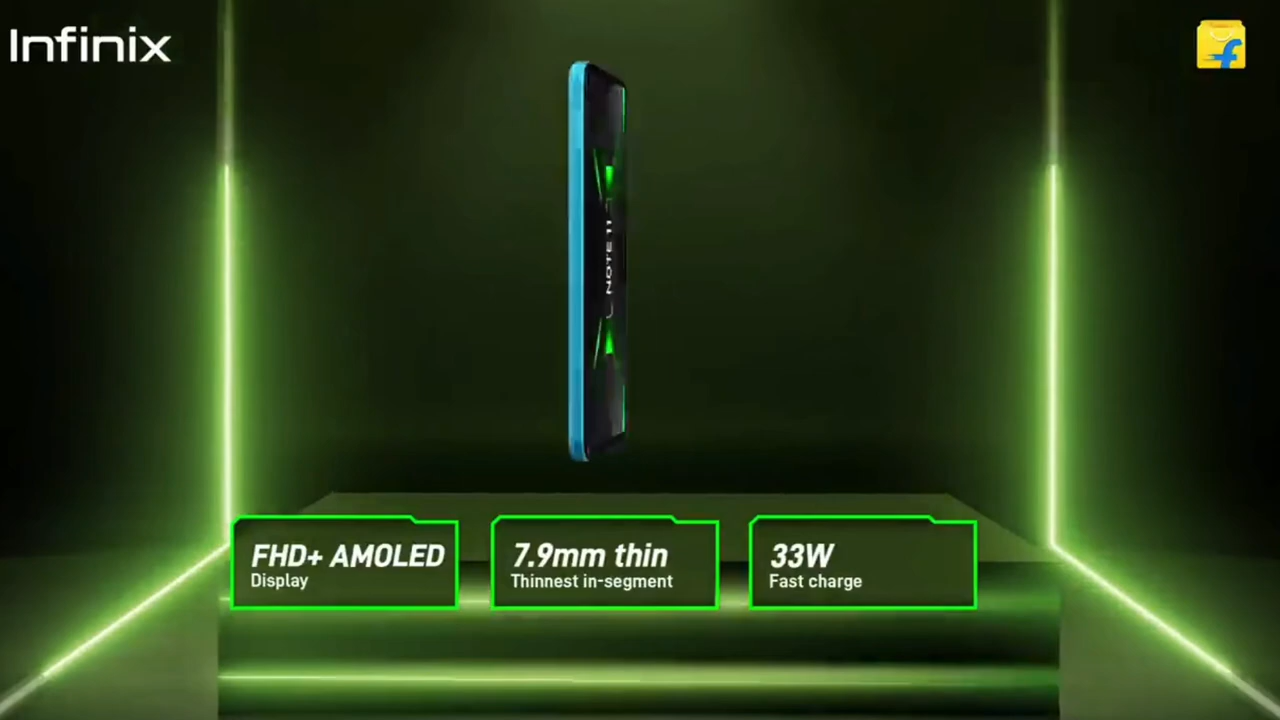 Infinix
NOTE 11
FHD+ AMOLED
Display
7.9mm thin
Thinnest in-segment
33W
Fast charge